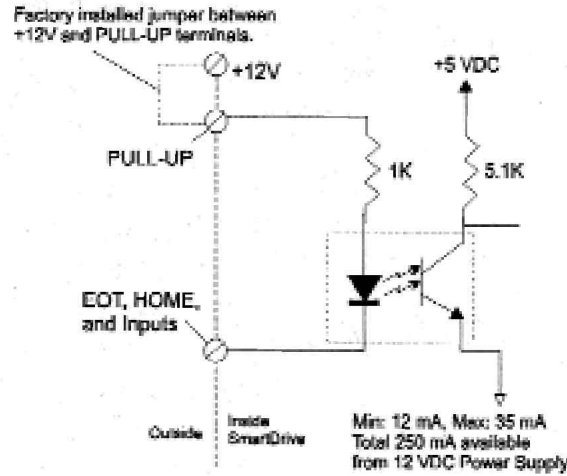 Factory installed jumper between
+12V and PULL-UP terminals.
+12V
+5 VDC
PULL-UP
1K
5.1K
EOT, HOME,
and Inputs
Outside
Inside
SmartDrive
Min: 12 mA, Max: 35 mA
Total 250 mA available
from 12 VDC Power Supply